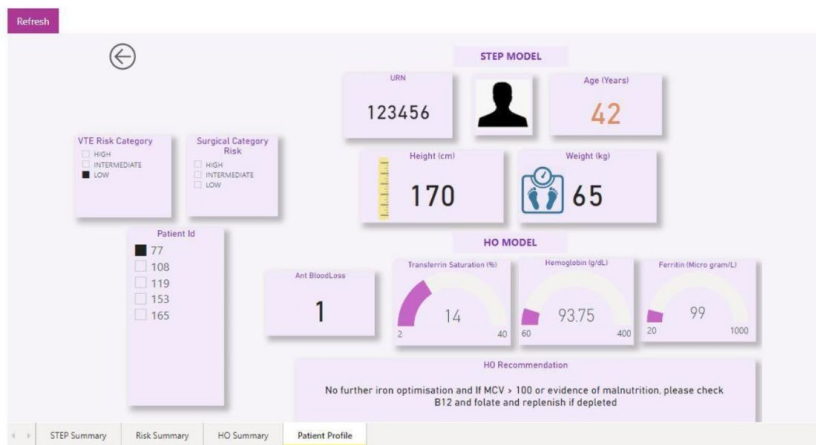 Refresh
STEP MODEL
URN
123456
Age (Years)
42
VTE Risk Category
HIGH
INTERMEDIATE
LOW
Surgical Category
Risk
HIGH
INTERMEDIATE
LOW
Height (cm)
170
Weight (kg)
65
Patient Id
77
108
119
153
165
HO MODEL
Ant BloodLoss
1
Transferrin Saturation (%)
14
2
40
Hemoglobin (g/dL)
93.75
60
400
Ferritin (Micro gram/L)
99
20
1000
HO Recommendation
No further iron optimisation and If MCV > 100 or evidence of malnutrition, please check
B12 and folate and replenish if depleted
STEP Summary
Risk Summary
HO Summary
Patient Profile